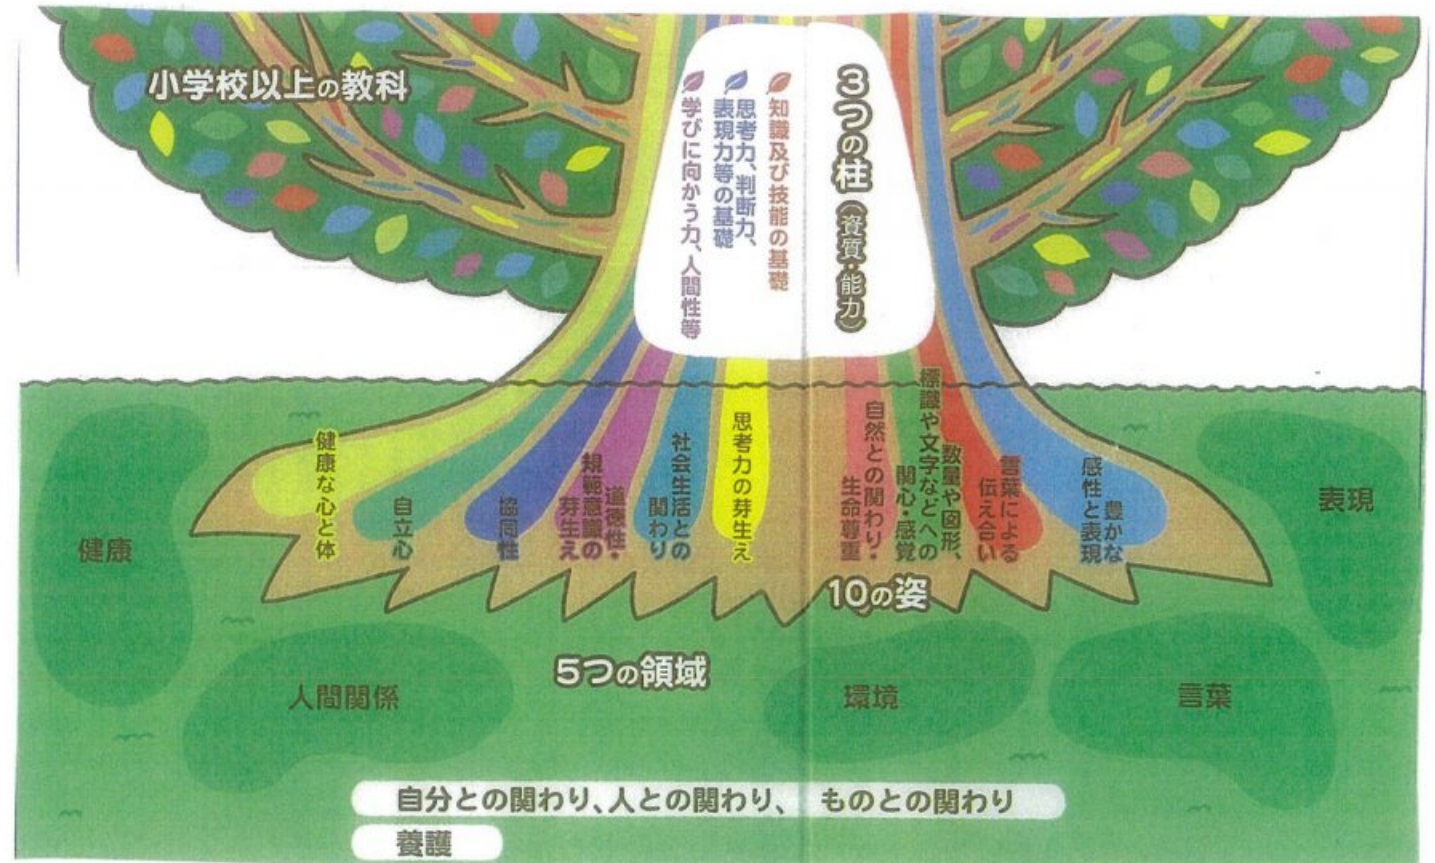 小学校以上の教科
3つの柱（資質・能力）
知識及び技能の基礎
思考力、判断力、
表現力等の基礎
学びに向かう力、人間性等
豊かな
感性と表現
言葉による
伝え合い
数量や図形、
標識や文字などへの
関心・感覚
自然との関わり・
生命尊重
思考力の芽生え
社会生活との
関わり
道徳性・
規範意識の
芽生え
協同性
自立心
健康な心と体
10の姿
健康
人間関係
5つの領域
環境
言葉
表現
自分との関わり、人との関わり、 ものとの関わり
養護